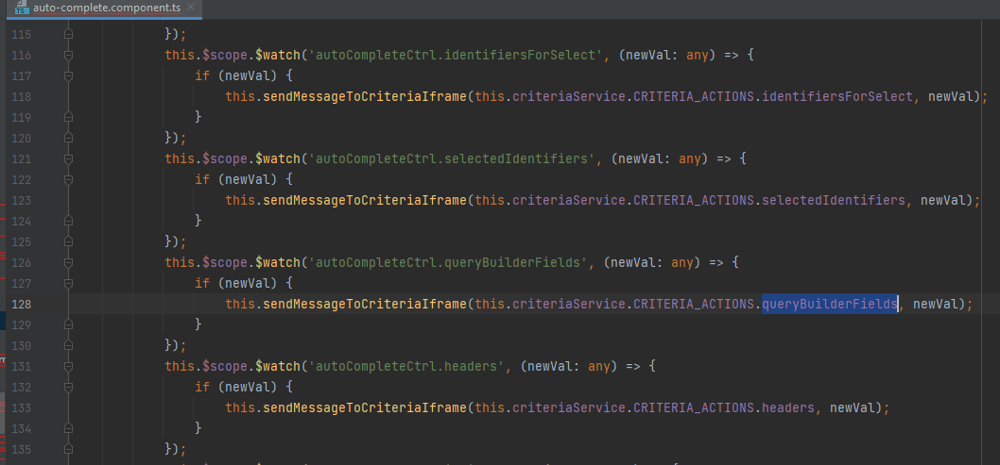 auto-complete.component.ts
115 });
116 this.$scope.$watch('autoCompleteCtrl.identifiersForSelect', (newVal: any) => {
117 if (newVal) {
118 this.sendMessageToCriteriaIframe(this.criteriaService.CRITERIA_ACTIONS.identifiersForSelect, newVal);
119 }
120 });
121 this.$scope.$watch('autoCompleteCtrl.selectedIdentifiers', (newVal: any) => {
122 if (newVal) {
123 this.sendMessageToCriteriaIframe(this.criteriaService.CRITERIA_ACTIONS.selectedIdentifiers, newVal);
124 }
125 });
126 this.$scope.$watch('autoCompleteCtrl.queryBuilderFields', (newVal: any) => {
127 if (newVal) {
128 this.sendMessageToCriteriaIframe(this.criteriaService.CRITERIA_ACTIONS.queryBuilderFields, newVal);
129 }
130 });
131 this.$scope.$watch('autoCompleteCtrl.headers', (newVal: any) => {
132 if (newVal) {
133 this.sendMessageToCriteriaIframe(this.criteriaService.CRITERIA_ACTIONS.headers, newVal);
134 }
135 });